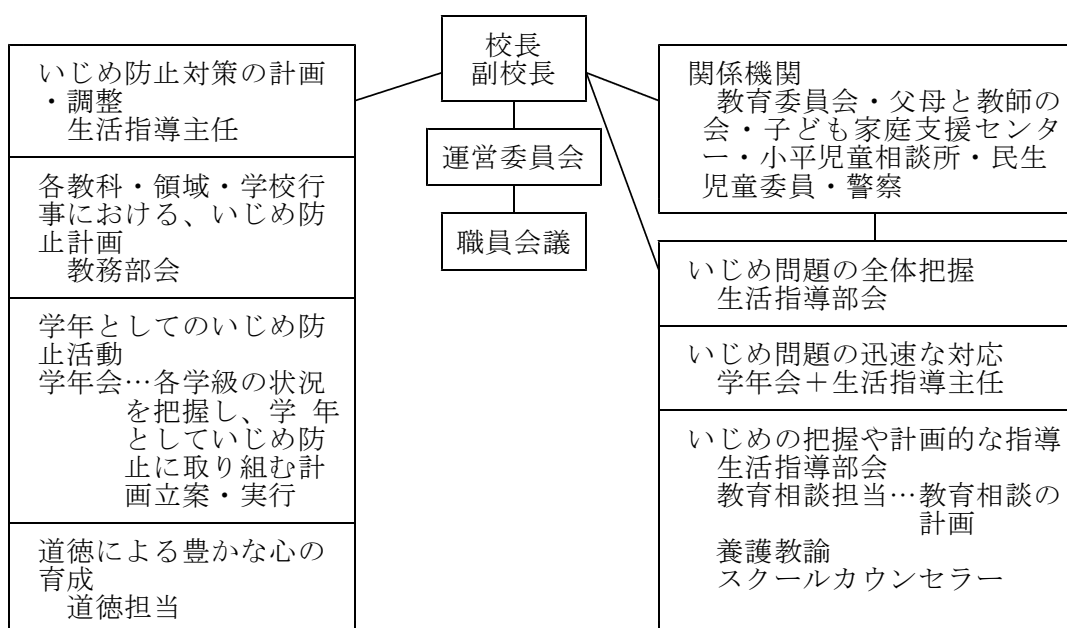 校長
副校長
運営委員会
職員会議
いじめ防止対策の計画
・調整
生活指導主任
各教科・領域・学校行
事における、いじめ防
止計画
教務部会
学年としてのいじめ防
止活動
学年会…各学級の状況
を把握し、学 年
としていじめ防
止に取り組む計
画立案・実行
道徳による豊かな心の
育成
道徳担当
関係機関
教育委員会・父母と教師の
会・子ども家庭支援センタ
ー・小平児童相談所・民生
児童委員・警察
いじめ問題の全体把握
生活指導部会
いじめ問題の迅速な対応
学年会＋生活指導主任
いじめの把握や計画的な指導
生活指導部会
教育相談担当…教育相談の
計画
養護教諭
スクールカウンセラー